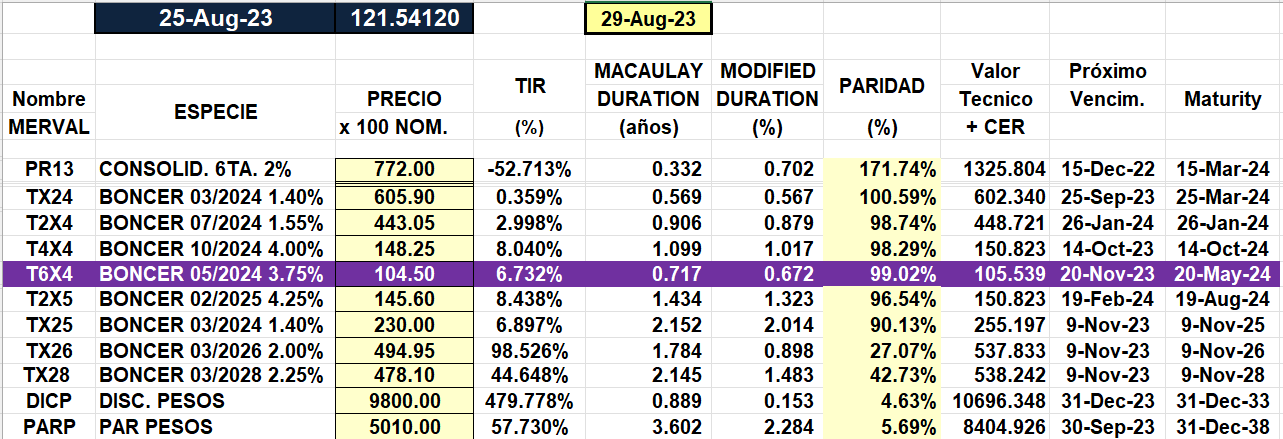 25-Aug-23 121.54120 29-Aug-23
MACAULAY MODIFIED Valor Próximo
TIR PARIDAD
Nombre PRECIO DURATION DURATION Tecnico Vencim. Maturity
ESPECIE
MERVAL x 100 NOM. (%) (años) (%) (%) + CER
PR13 CONSOLID. 6TA. 2% 772.00 -52.713% 0.332 0.702 171.74% 1325.804 15-Dec-22 15-Mar-24
TX24 BONCER 03/2024 1.40% 605.90 0.359% 0.569 0.567 100.59% 602.340 25-Sep-23 25-Mar-24
T2X4 BONCER 07/2024 1.55% 443.05 2.998% 0.906 0.879 98.74% 448.721 26-Jan-24 26-Jan-24
T4X4 BONCER 10/2024 4.00% 148.25 8.040% 1.099 1.017 98.29% 150.823 14-Oct-23 14-Oct-24
T6X4 BONCER 05/2024 3.75% 104.50 6.732% 0.717 0.672 99.02% 105.539 20-Nov-23 20-May-24
T2X5 BONCER 02/2025 4.25% 145.60 8.438% 1.434 1.323 96.54% 150.823 19-Feb-24 19-Aug-24
TX25 BONCER 03/2024 1.40% 230.00 6.897% 2.152 2.014 90.13% 255.197 9-Nov-23 9-Nov-25
TX26 BONCER 03/2026 2.00% 494.95 98.526% 1.784 0.898 27.07% 537.833 9-Nov-23 9-Nov-26
TX28 BONCER 03/2028 2.25% 478.10 44.648% 2.145 1.483 42.73% 538.242 9-Nov-23 9-Nov-28
DICP DISC. PESOS 9800.00 479.778% 0.889 0.153 4.63% 10696.348 31-Dec-23 31-Dec-33
PARP PAR PESOS 5010.00 57.730% 3.602 2.284 5.69% 8404.926 30-Sep-23 31-Dec-38